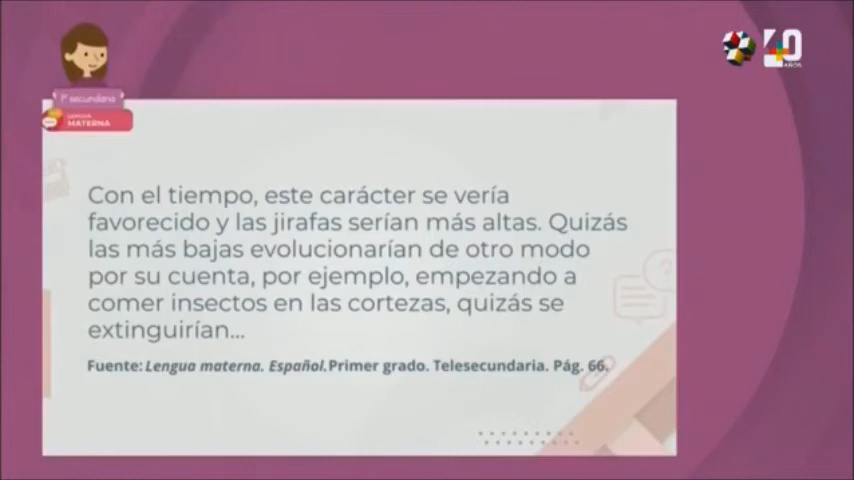 40
AÑOS
1° secundaria
LENGUA
MATERNA
Con el tiempo, este carácter se vería
favorecido y las jirafas serían más altas. Quizás
las más bajas evolucionarían de otro modo
por su cuenta, por ejemplo, empezando a
comer insectos en las cortezas, quizás se
extinguirían...
Fuente: Lengua materna. Español. Primer grado. Telesecundaria. Pág. 66.